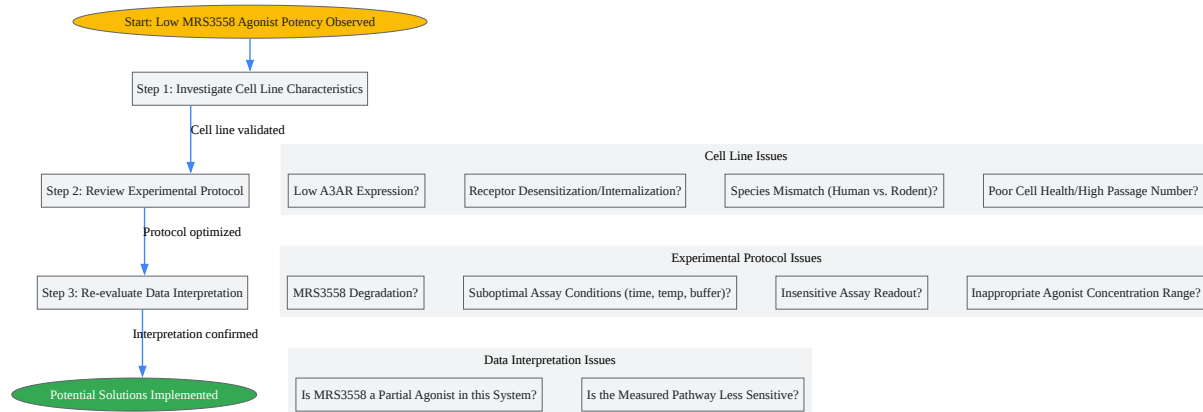 Start: Low MRS3558 Agonist Potency Observed
Step 1: Investigate Cell Line Characteristics
Cell line validated
Cell Line Issues
Step 2: Review Experimental Protocol
Low A3AR Expression?
Receptor Desensitization/Internalization?
Species Mismatch (Human vs. Rodent)?
Poor Cell Health/High Passage Number?
Protocol optimized
Experimental Protocol Issues
Step 3: Re-evaluate Data Interpretation
MRS3558 Degradation?
Suboptimal Assay Conditions (time, temp, buffer)?
Insensitive Assay Readout?
Inappropriate Agonist Concentration Range?
Interpretation confirmed
Data Interpretation Issues
Potential Solutions Implemented
Is MRS3558 a Partial Agonist in this System?
Is the Measured Pathway Less Sensitive?